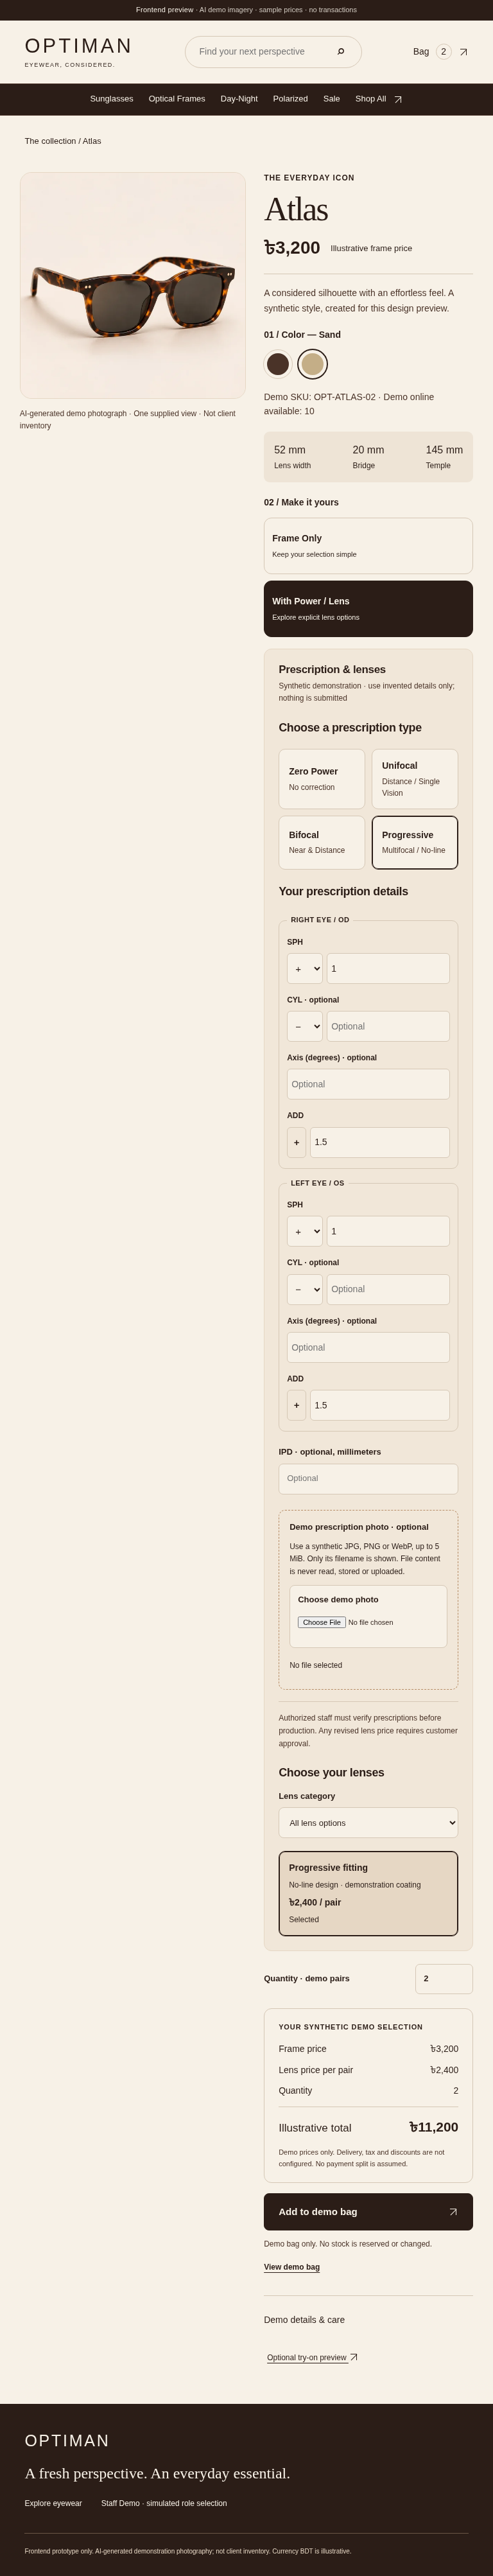 Frontend preview · AI demo imagery · sample prices · no transactions
OPTIMAN
EYEWEAR, CONSIDERED.
Find your next perspective
Bag 2
Sunglasses Optical Frames Day-Night Polarized Sale Shop All
The collection / Atlas
AI-generated demo photograph · One supplied view · Not client
inventory
THE EVERYDAY ICON
Atlas
৳3,200 Illustrative frame price
A considered silhouette with an effortless feel. A
synthetic style, created for this design preview.
01 / Color — Sand
Demo SKU: OPT-ATLAS-02 · Demo online
available: 10
52 mm 20 mm 145 mm
Lens width Bridge Temple
02 / Make it yours
Frame Only
Keep your selection simple
With Power / Lens
Explore explicit lens options
Prescription & lenses
Synthetic demonstration · use invented details only;
nothing is submitted
Choose a prescription type
Zero Power
No correction
Unifocal
Distance / Single
Vision
Bifocal
Near & Distance
Progressive
Multifocal / No-line
Your prescription details
RIGHT EYE / OD
SPH
+ 1
CYL · optional
− Optional
Axis (degrees) · optional
Optional
ADD
+ 1.5
LEFT EYE / OS
SPH
+ 1
CYL · optional
− Optional
Axis (degrees) · optional
Optional
ADD
+ 1.5
IPD · optional, millimeters
Optional
Demo prescription photo · optional
Use a synthetic JPG, PNG or WebP, up to 5
MiB. Only its filename is shown. File content
is never read, stored or uploaded.
Choose demo photo
Choose File No file chosen
No file selected
Authorized staff must verify prescriptions before
production. Any revised lens price requires customer
approval.
Choose your lenses
Lens category
All lens options
Progressive fitting
No-line design · demonstration coating
৳2,400 / pair
Selected
Quantity · demo pairs 2
YOUR SYNTHETIC DEMO SELECTION
Frame price ৳3,200
Lens price per pair ৳2,400
Quantity 2
Illustrative total ৳11,200
Demo prices only. Delivery, tax and discounts are not
configured. No payment split is assumed.
Add to demo bag
Demo bag only. No stock is reserved or changed.
View demo bag
Demo details & care
Optional try-on preview
OPTIMAN
A fresh perspective. An everyday essential.
Explore eyewear Staff Demo · simulated role selection
Frontend prototype only. AI-generated demonstration photography; not client inventory. Currency BDT is illustrative.